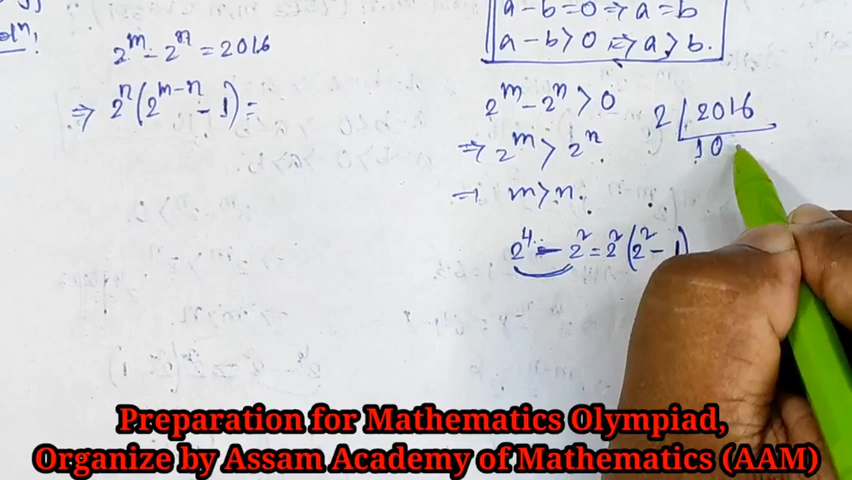 solⁿ:
2^m - 2^n = 2016
⇒ 2^n (2^(m-n) - 1) =
a - b = 0 ⇒ a = b
a - b > 0 ⇒ a > b.
2^m - 2^n > 0
⇒ 2^m > 2^n.
⇒ m > n.
2^4 - 2^2 = 2^2 (2^2 - 1)
2 | 2016
10
Preparation for Mathematics Olympiad,
Organize by Assam Academy of Mathematics (AAM)